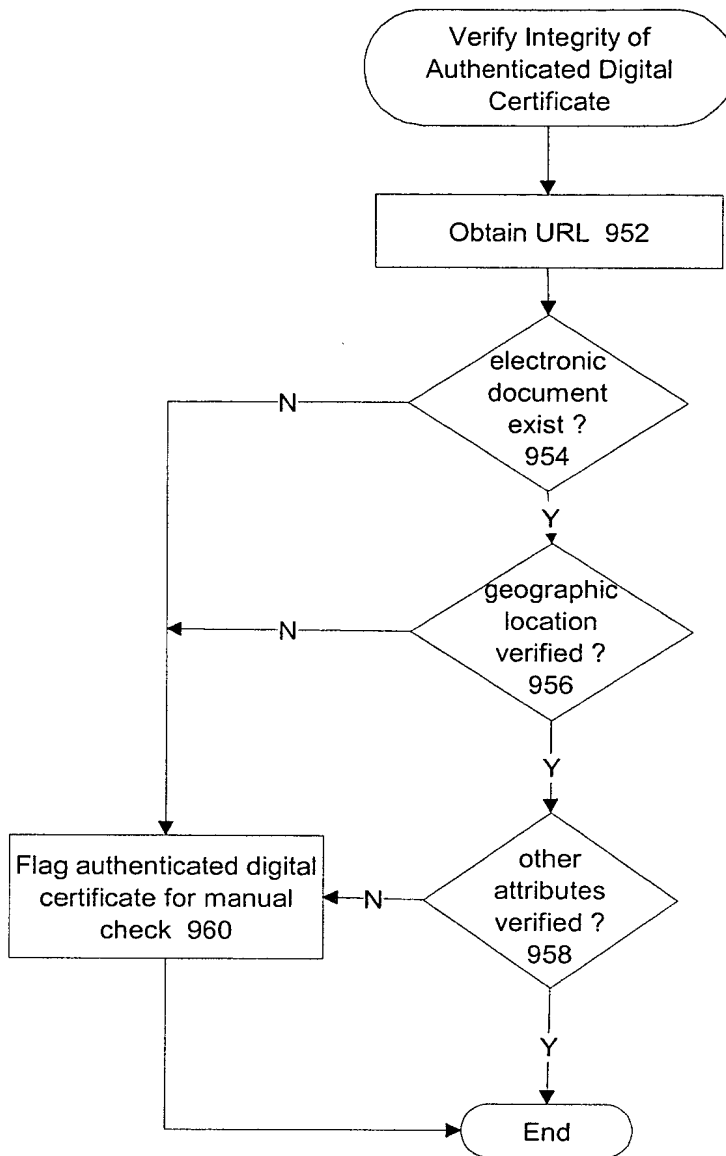 Verify Integrity of
Authenticated Digital
Certificate
Obtain URL 952
electronic
document
exist ?
954
N
Y
geographic
location
verified ?
956
N
Y
other
attributes
verified ?
958
N
Flag authenticated digital
certificate for manual
check 960
Y
End